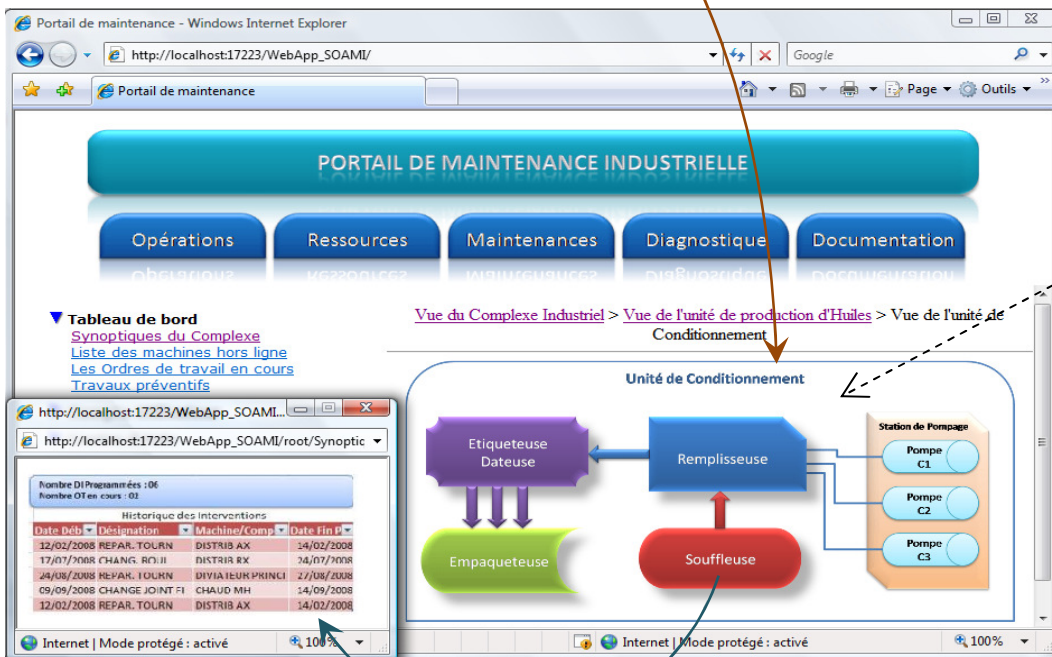 Portail de maintenance - Windows Internet Explorer
http://localhost:17223/WebApp_SOAMI/
Google
Portail de maintenance
Page
Outils
PORTAIL DE MAINTENANCE INDUSTRIELLE
Opérations
Ressources
Maintenances
Diagnostique
Documentation
Tableau de bord
Synoptiques du Complexe
Liste des machines hors ligne
Les Ordres de travail en cours
Travaux préventifs
Vue du Complexe Industriel > Vue de l'unité de production d'Huiles > Vue de l'unité de
Conditionnement
Unité de Conditionnement
Etiqueteuse
Dateuse
Remplisseuse
Station de Pompage
Pompe
C1
Pompe
C2
Pompe
C3
Empaqueteuse
Souffleuse
http://localhost:17223/WebApp_SOAMI...
http://localhost:17223/WebApp_SOAMI/root/Synoptic
Nombre DI Programmées : 06
Nombre OT en cours : 01
Historique des Interventions
Date Déb Désignation Machine/Comp Date Fin P
12/02/2008 REPAR. TOURN DISTRIB AX 14/02/2008
17/07/2008 CHANG. ROUL DISTRIB RX 24/07/2008
24/08/2008 REPAR. TOURN DIVIATEUR PRINCI 27/08/2008
09/09/2008 CHANGE JOINT FI CHAUD MH 14/09/2008
12/02/2008 REPAR. TOURN DISTRIB AX 14/02/2008
Internet | Mode protégé : activé
100%
Internet | Mode protégé : activé
100%